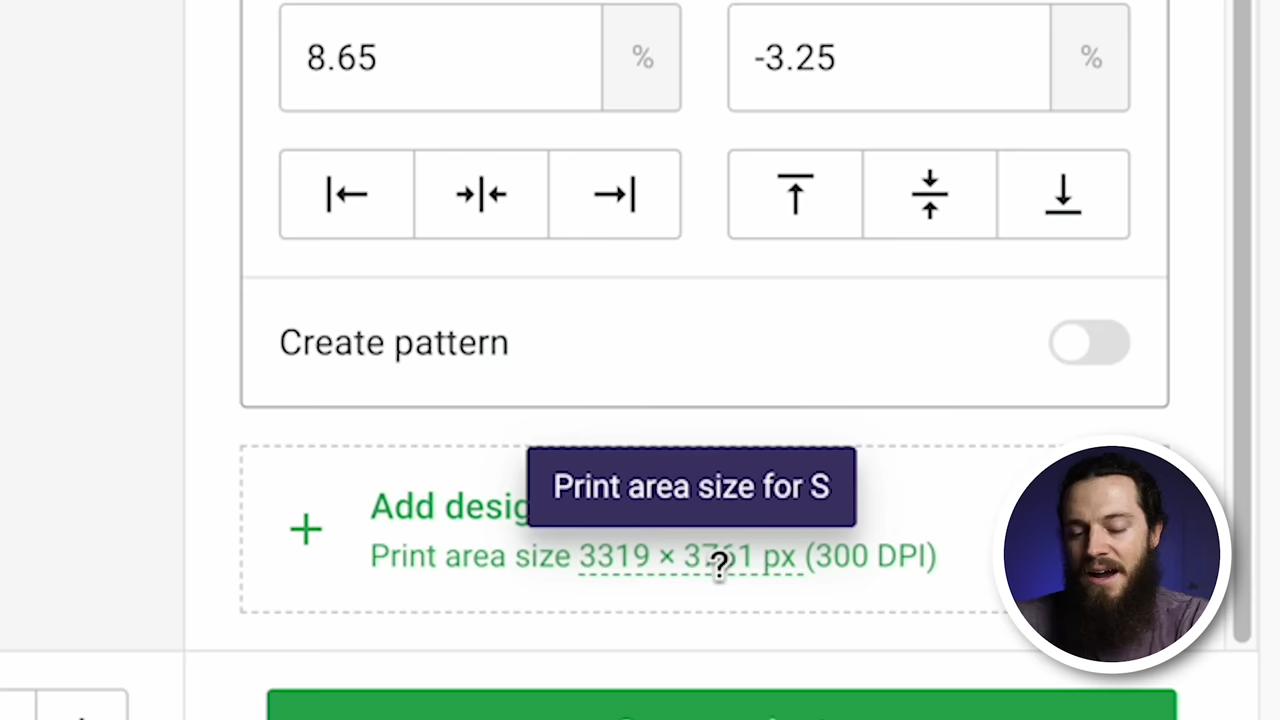 8.65 %
-3.25 %
Create pattern
Print area size for S
Add desig
Print area size 3319 × 3761 px (300 DPI)